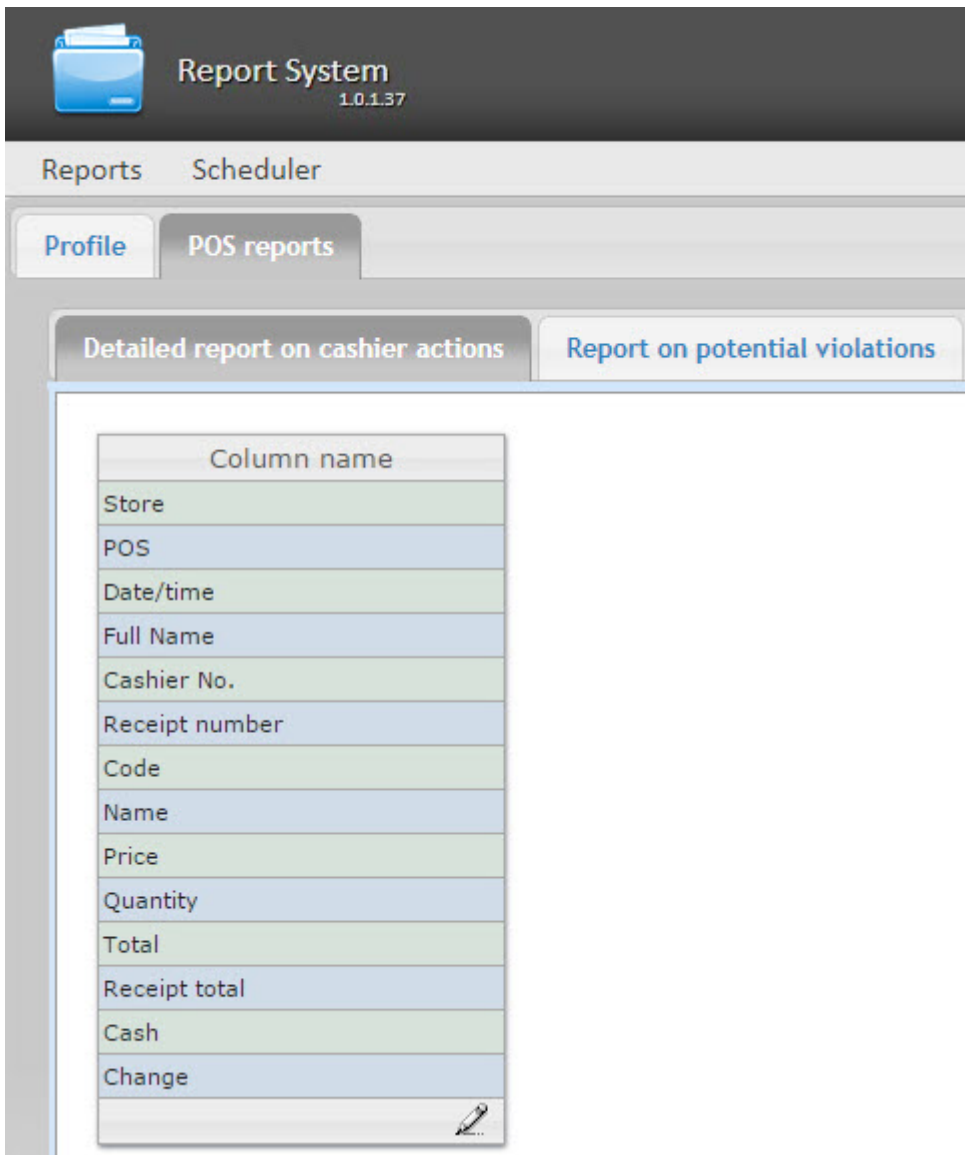 Report System
1.0.1.37
Reports Scheduler
Profile POS reports
Detailed report on cashier actions Report on potential violations
Column name
Store
POS
Date/time
Full Name
Cashier No.
Receipt number
Code
Name
Price
Quantity
Total
Receipt total
Cash
Change